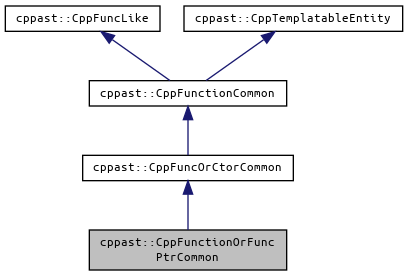 cppast::CppFuncLike
cppast::CppTemplatableEntity
cppast::CppFunctionCommon
cppast::CppFuncOrCtorCommon
cppast::CppFunctionOrFunc
PtrCommon